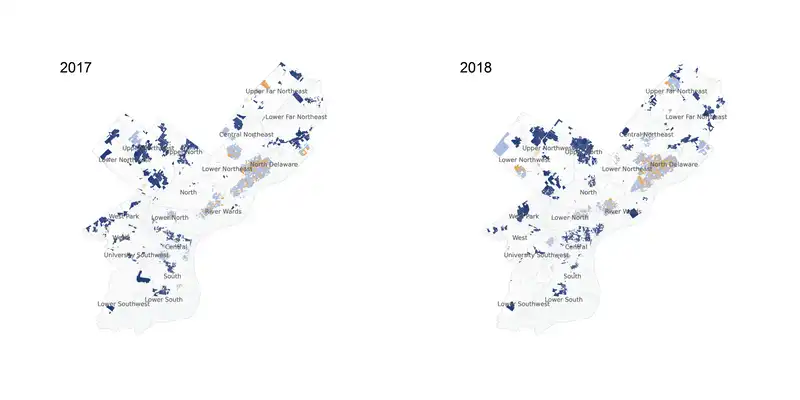 2017
Upper Far Northeast
Lower Far Northeast
Central Northeast
Upper Northwest
Upper North
Lower Northwest
Lower Northeast
North Delaware
North
River Wards
West Park
Lower North
West
Central
University Southwest
South
Lower South
Lower Southwest
2018
Upper Far Northeast
Lower Far Northeast
Central Northeast
Upper Northwest
Upper North
Lower Northwest
Lower Northeast
North Delaware
North
River Wards
West Park
Lower North
West
Central
University Southwest
South
Lower South
Lower Southwest